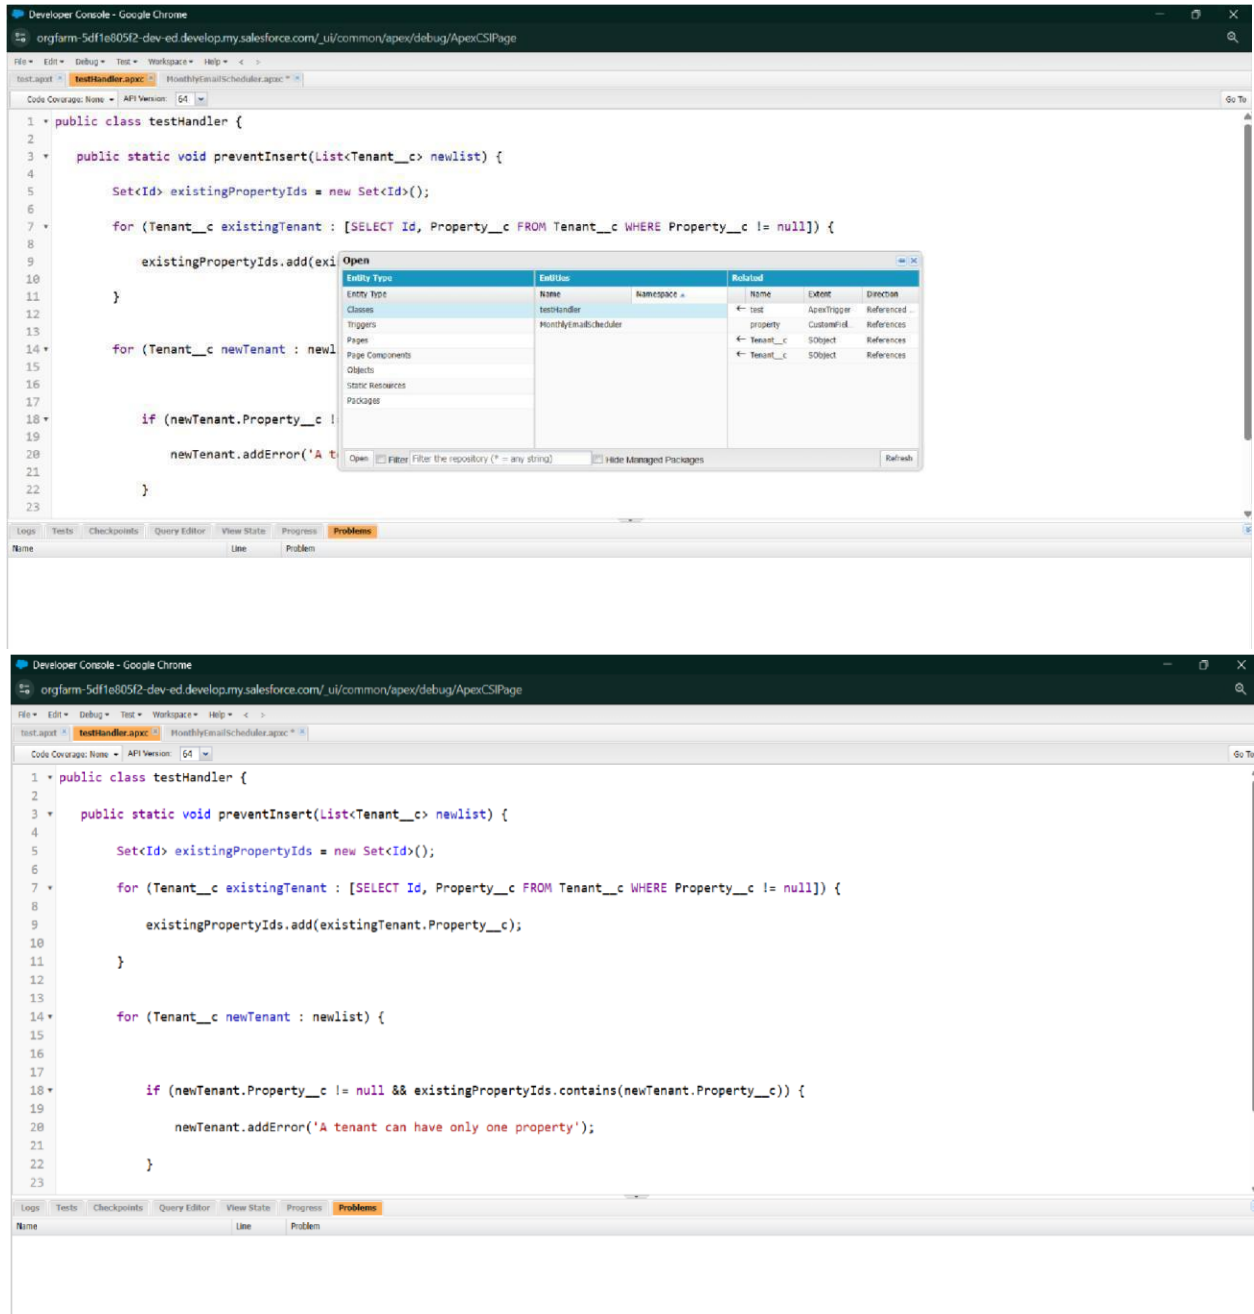 Developer Console - Google Chrome
orgfarm-5df1e805f2-dev-ed.develop.my.salesforce.com/_ui/common/apex/debug/ApexCSIPage
File Edit Debug Test Workspace Help < >
test.apxt testHandler.apxc MonthlyEmailScheduler.apxc *
Code Coverage: None API Version: 64 Go To
1 public class testHandler {
2
3 public static void preventInsert(List<Tenant__c> newlist) {
4
5 Set<Id> existingPropertyIds = new Set<Id>();
6
7 for (Tenant__c existingTenant : [SELECT Id, Property__c FROM Tenant__c WHERE Property__c != null]) {
8
9 existingPropertyIds.add(exi
10
11 }
12
13
14 for (Tenant__c newTenant : newl
15
16
17
18 if (newTenant.Property__c !
19
20 newTenant.addError('A t
21
22 }
23
Open
Entity Type Entities Related
Entity Type Name Namespace Name Extent Direction
Classes testHandler test ApexTrigger Referenced ...
Triggers MonthlyEmailScheduler property CustomFiel... References
Pages Tenant__c SObject References
Page Components Tenant__c SObject References
Objects
Static Resources
Packages
Open Filter Filter the repository (* = any string) Hide Managed Packages Refresh
Logs Tests Checkpoints Query Editor View State Progress Problems
Name Line Problem
Developer Console - Google Chrome
orgfarm-5df1e805f2-dev-ed.develop.my.salesforce.com/_ui/common/apex/debug/ApexCSIPage
File Edit Debug Test Workspace Help < >
test.apxt testHandler.apxc MonthlyEmailScheduler.apxc *
Code Coverage: None API Version: 64 Go To
1 public class testHandler {
2
3 public static void preventInsert(List<Tenant__c> newlist) {
4
5 Set<Id> existingPropertyIds = new Set<Id>();
6
7 for (Tenant__c existingTenant : [SELECT Id, Property__c FROM Tenant__c WHERE Property__c != null]) {
8
9 existingPropertyIds.add(existingTenant.Property__c);
10
11 }
12
13
14 for (Tenant__c newTenant : newlist) {
15
16
17
18 if (newTenant.Property__c != null && existingPropertyIds.contains(newTenant.Property__c)) {
19
20 newTenant.addError('A tenant can have only one property');
21
22 }
23
Logs Tests Checkpoints Query Editor View State Progress Problems
Name Line Problem